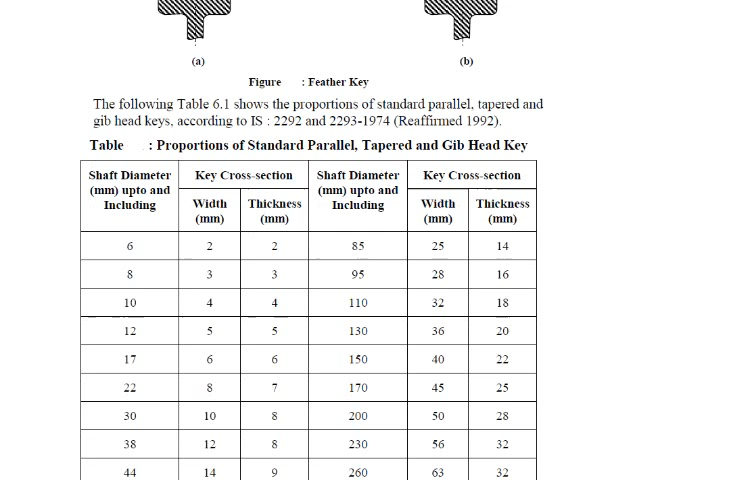 (a) (b)
Figure : Feather Key
The following Table 6.1 shows the proportions of standard parallel, tapered and
gib head keys, according to IS : 2292 and 2293-1974 (Reaffirmed 1992).
Table : Proportions of Standard Parallel, Tapered and Gib Head Key
Shaft Diameter (mm) upto and Including Key Cross-section Shaft Diameter (mm) upto and Including Key Cross-section
Width (mm) Thickness (mm) Width (mm) Thickness (mm)
6 2 2 85 25 14
8 3 3 95 28 16
10 4 4 110 32 18
12 5 5 130 36 20
17 6 6 150 40 22
22 8 7 170 45 25
30 10 8 200 50 28
38 12 8 230 56 32
44 14 9 260 63 32